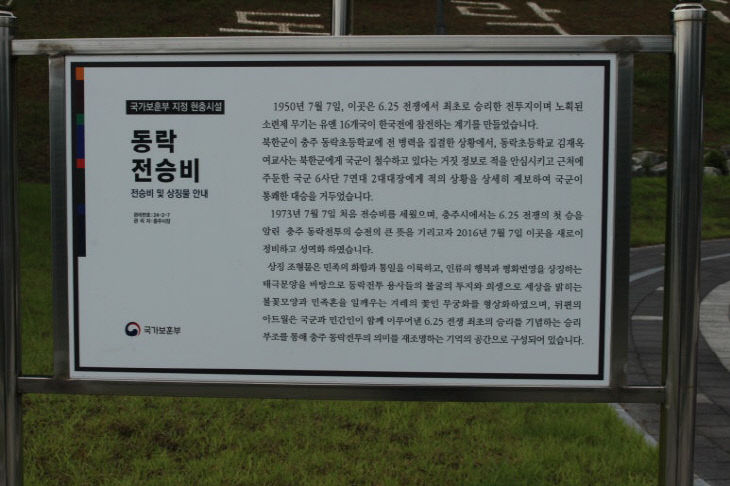 도 락
국가보훈부 지정 현충시설
동락
전승비
전승비 및 상징물 안내
관리번호 : 24-2-7
관 리 자 : 충주시장
국가보훈부
1950년 7월 7일, 이곳은 6.25 전쟁에서 최초로 승리한 전투지이며 노획된
소련제 무기는 유엔 16개국이 한국전에 참전하는 계기를 만들었습니다.
북한군이 충주 동락초등학교에 전 병력을 집결한 상황에서, 동락초등학교 김재옥
여교사는 북한군에게 국군이 철수하고 있다는 거짓 정보로 적을 안심시키고 근처에
주둔한 국군 6사단 7연대 2대대장에게 적의 상황을 상세히 제보하여 국군이
통쾌한 대승을 거두었습니다.
1973년 7월 7일 처음 전승비를 세웠으며, 충주시에서는 6.25 전쟁의 첫 승을
알린 충주 동락전투의 승전의 큰 뜻을 기리고자 2016년 7월 7일 이곳을 새로이
정비하고 성역화 하였습니다.
상징 조형물은 민족의 화합과 통일을 이룩하고, 인류의 행복과 평화번영을 상징하는
태극문양을 바탕으로 동락전투 용사들의 불굴의 투지와 희생으로 세상을 밝히는
불꽃모양과 민족혼을 일깨우는 겨레의 꽃인 무궁화를 형상화하였으며, 뒤편의
아트월은 국군과 민간인이 함께 이루어낸 6.25 전쟁 최초의 승리를 기념하는 승리
부조를 통해 충주 동락전투의 의미를 재조명하는 기억의 공간으로 구성되어 있습니다.